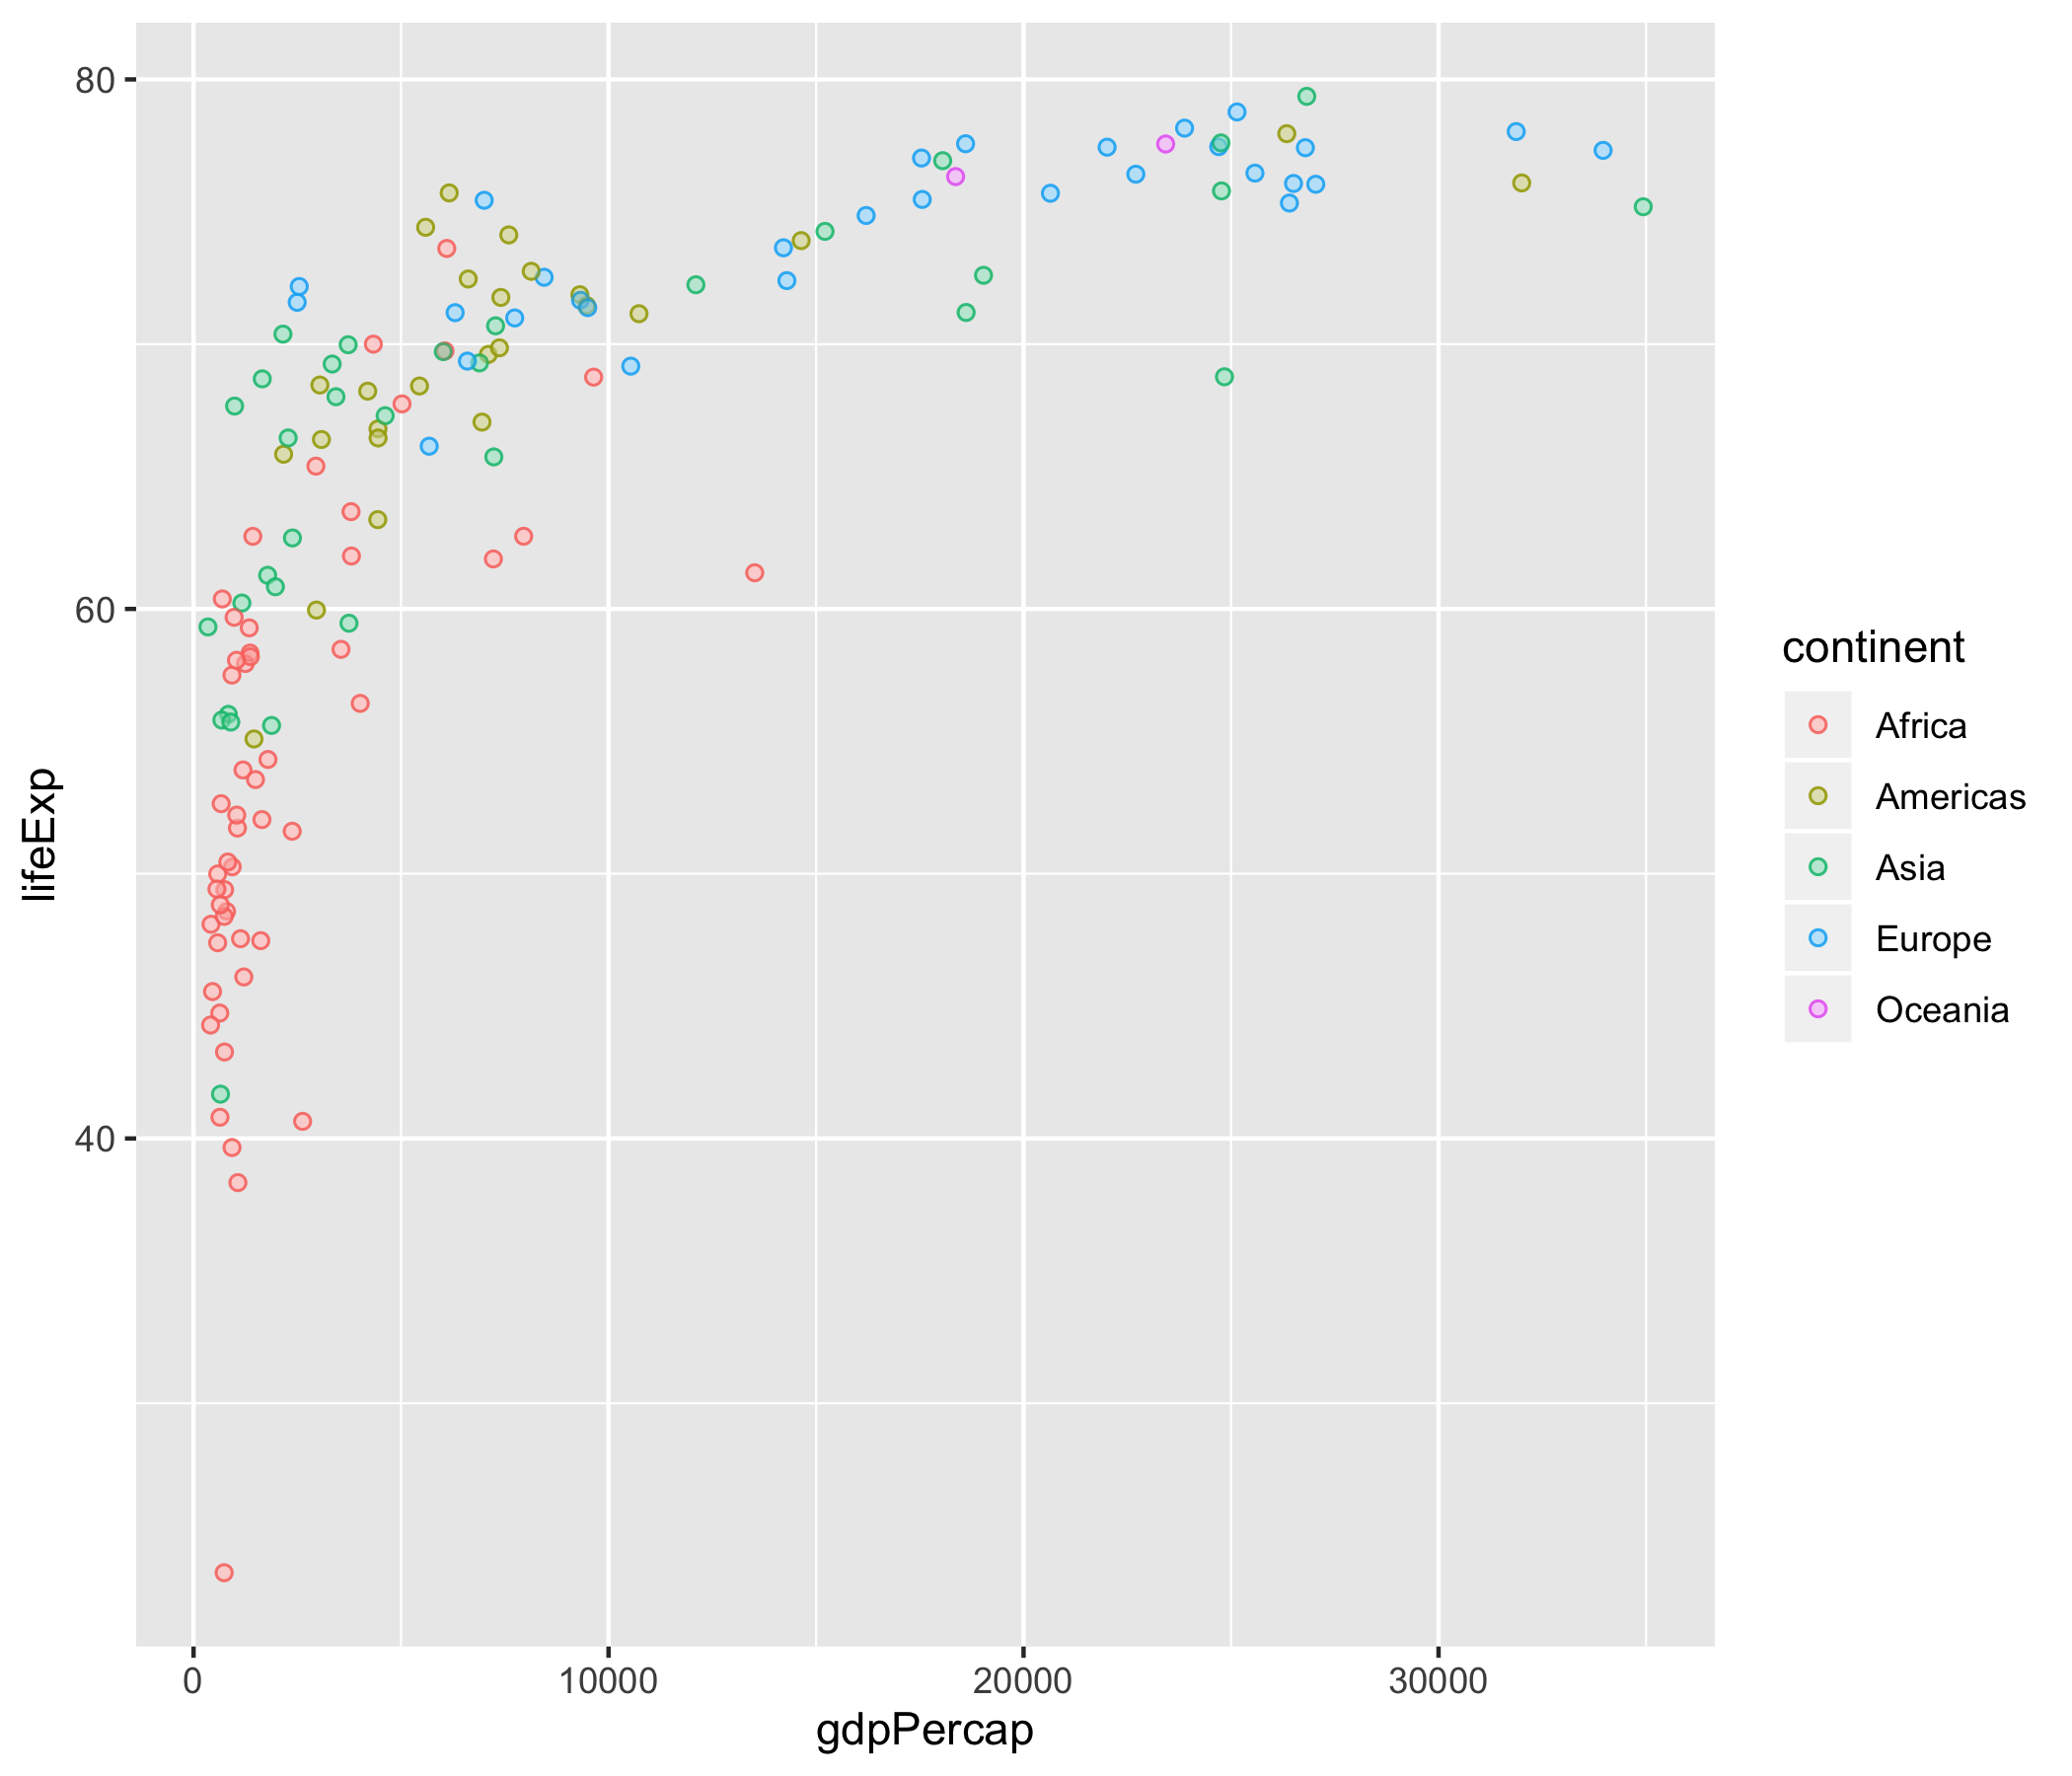 80
60
40
lifeExp
0 10000 20000 30000
gdpPercap
continent
Africa
Americas
Asia
Europe
Oceania